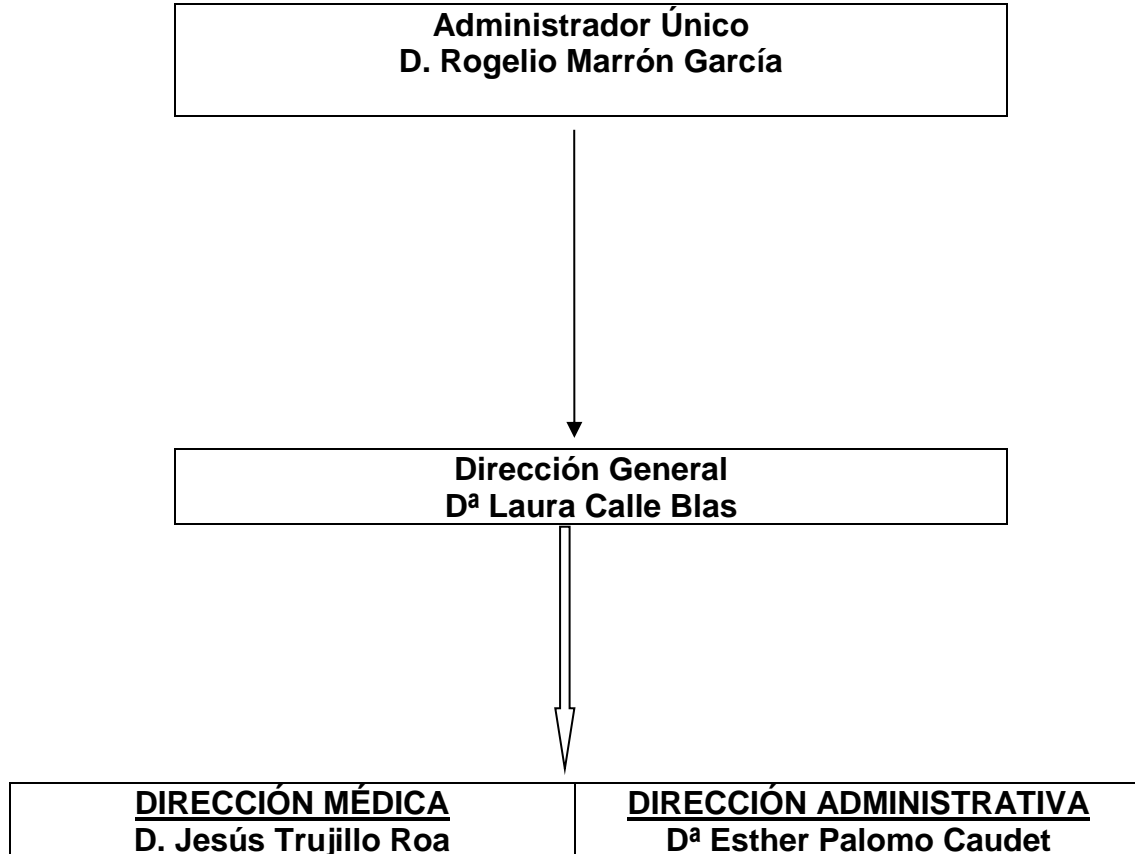 Administrador Único
D. Rogelio Marrón García
Dirección General
Dª Laura Calle Blas
DIRECCIÓN MÉDICA
D. Jesús Trujillo Roa
DIRECCIÓN ADMINISTRATIVA
Dª Esther Palomo Caudet